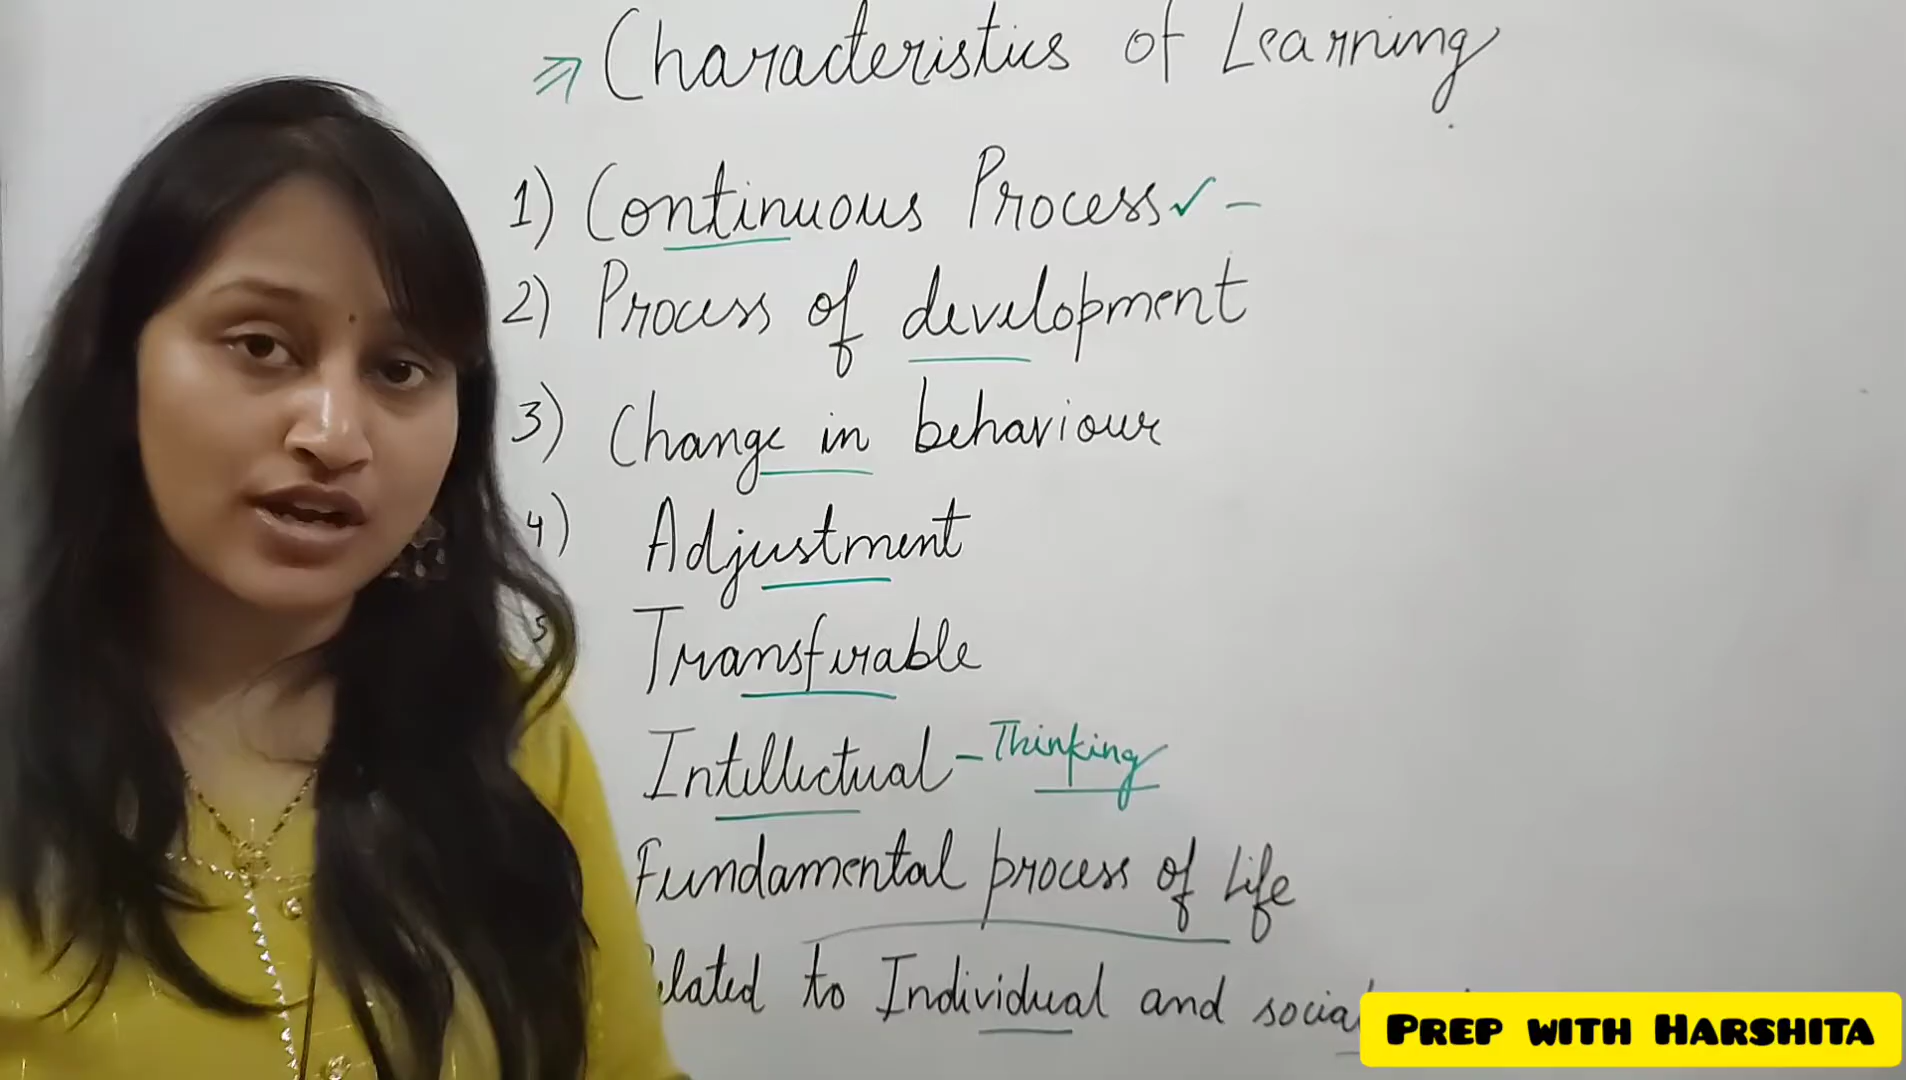 Characteristics of Learning
1) Continuous Process ✓ -
2) Process of development
3) Change in behaviour
4) Adjustment
5 Transferable
Intellectual - Thinking
Fundamental process of Life
to Individual and
PREP WITH HARSHITA